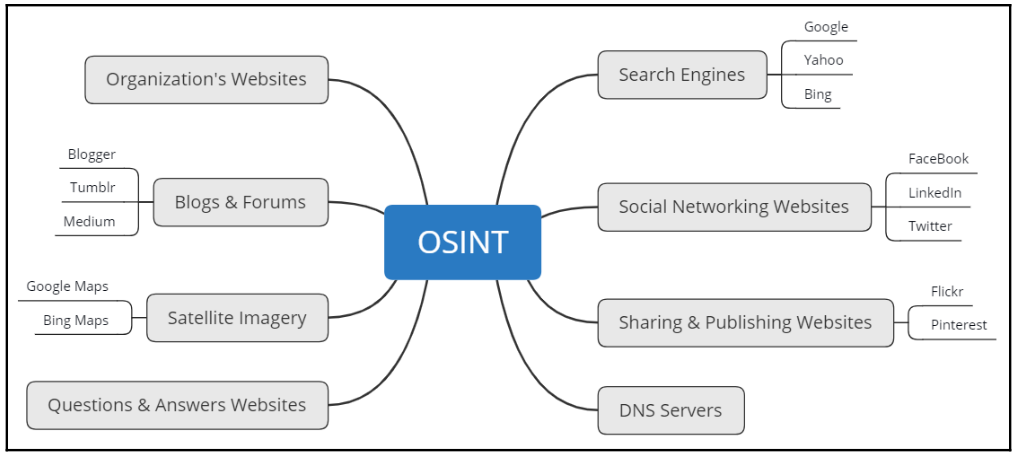 OSINT
Organization's Websites
Blogs & Forums
Blogger
Tumblr
Medium
Satellite Imagery
Google Maps
Bing Maps
Questions & Answers Websites
Search Engines
Google
Yahoo
Bing
Social Networking Websites
FaceBook
LinkedIn
Twitter
Sharing & Publishing Websites
Flickr
Pinterest
DNS Servers